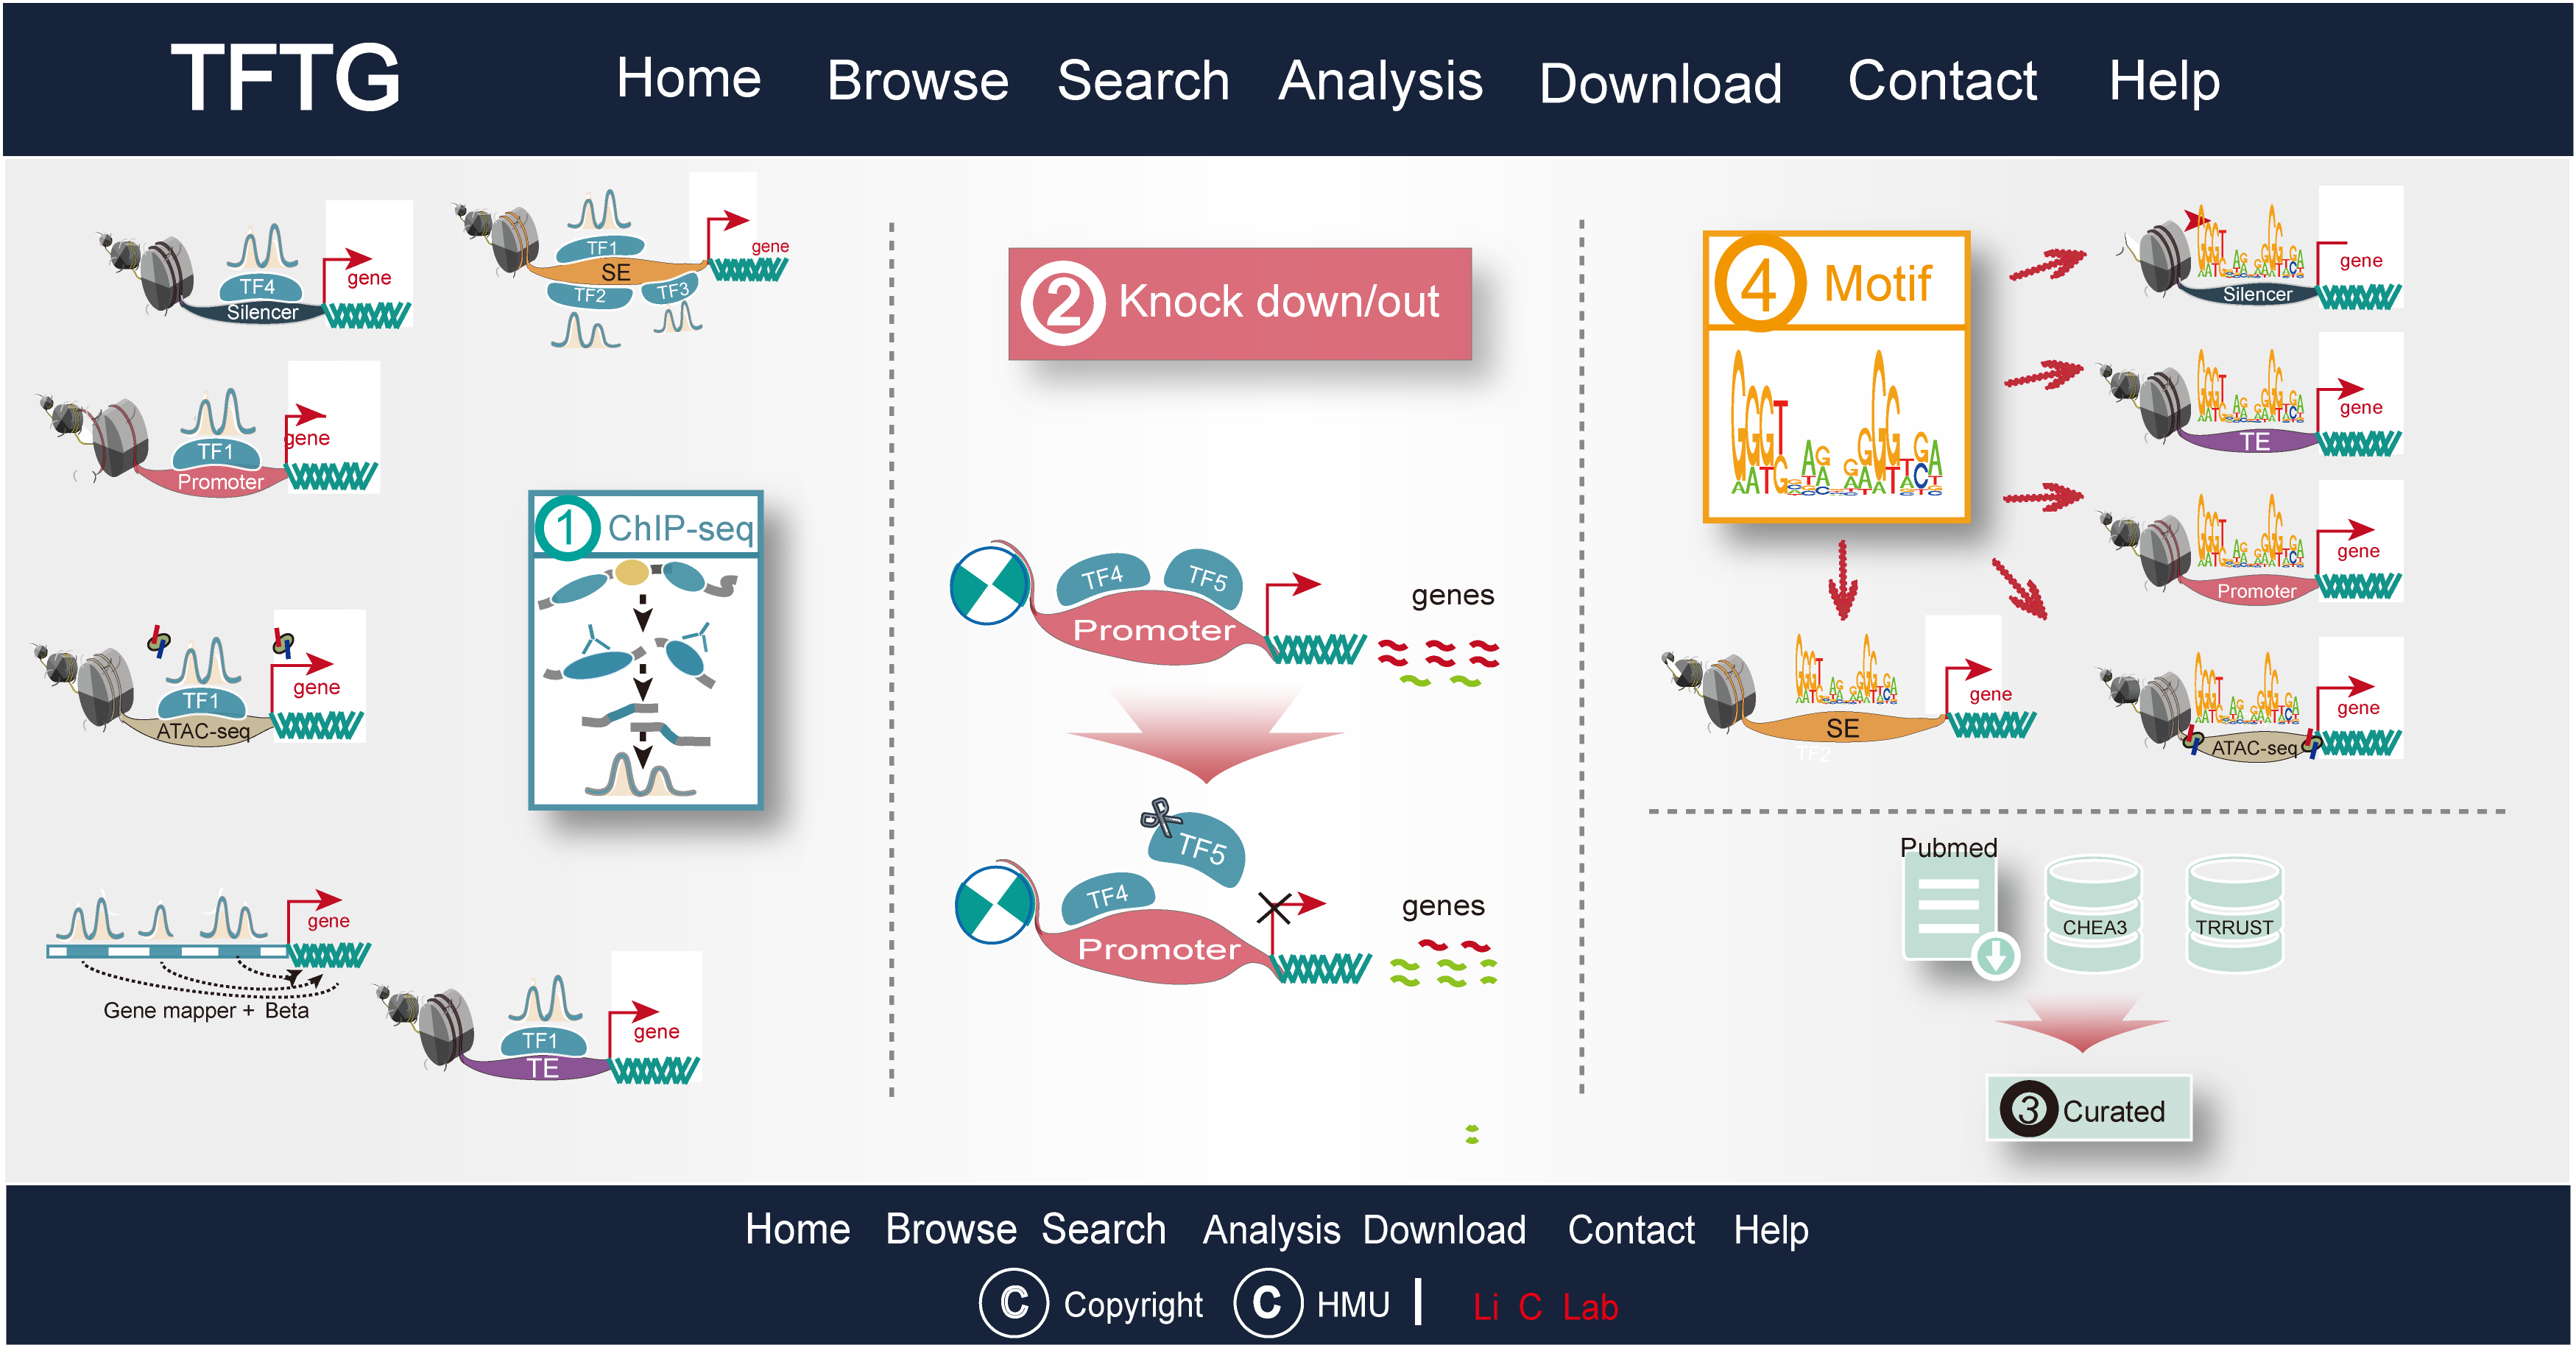 TFTG Home Browse Search Analysis Download Contact Help
TF4
Silencer
gene
TF1
SE
TF2
TF3
gene
TF1
Promoter
gene
1 ChIP-seq
TF1
ATAC-seq
gene
gene
Gene mapper + Beta
TF1
TE
gene
2 Knock down/out
TF4
TF5
Promoter
genes
TF5
TF4
Promoter
genes
4 Motif
Silencer
gene
TE
gene
Promoter
gene
SE
TF2
gene
ATAC-seq
gene
Pubmed
CHEA3
TRRUST
3 Curated
Home Browse Search Analysis Download Contact Help
© Copyright © HMU | Li C Lab